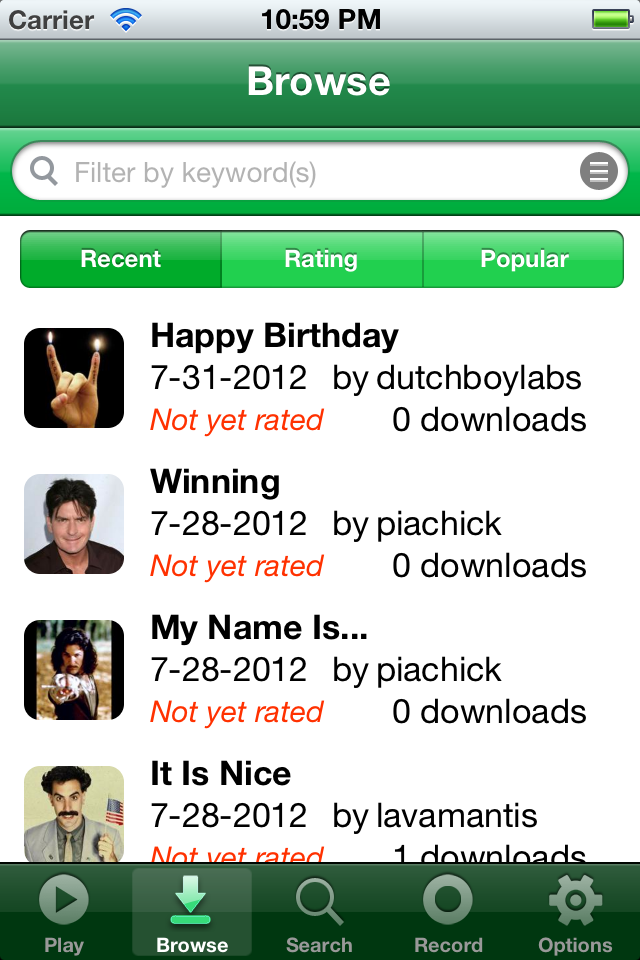 Carrier 10:59 PM
Browse
Filter by keyword(s)
Recent Rating Popular
Happy Birthday
7-31-2012 by dutchboylabs
Not yet rated 0 downloads
Winning
7-28-2012 by piachick
Not yet rated 0 downloads
My Name Is...
7-28-2012 by piachick
Not yet rated 0 downloads
It Is Nice
7-28-2012 by lavamantis
Not yet rated 1 downloads
Play Browse Search Record Options